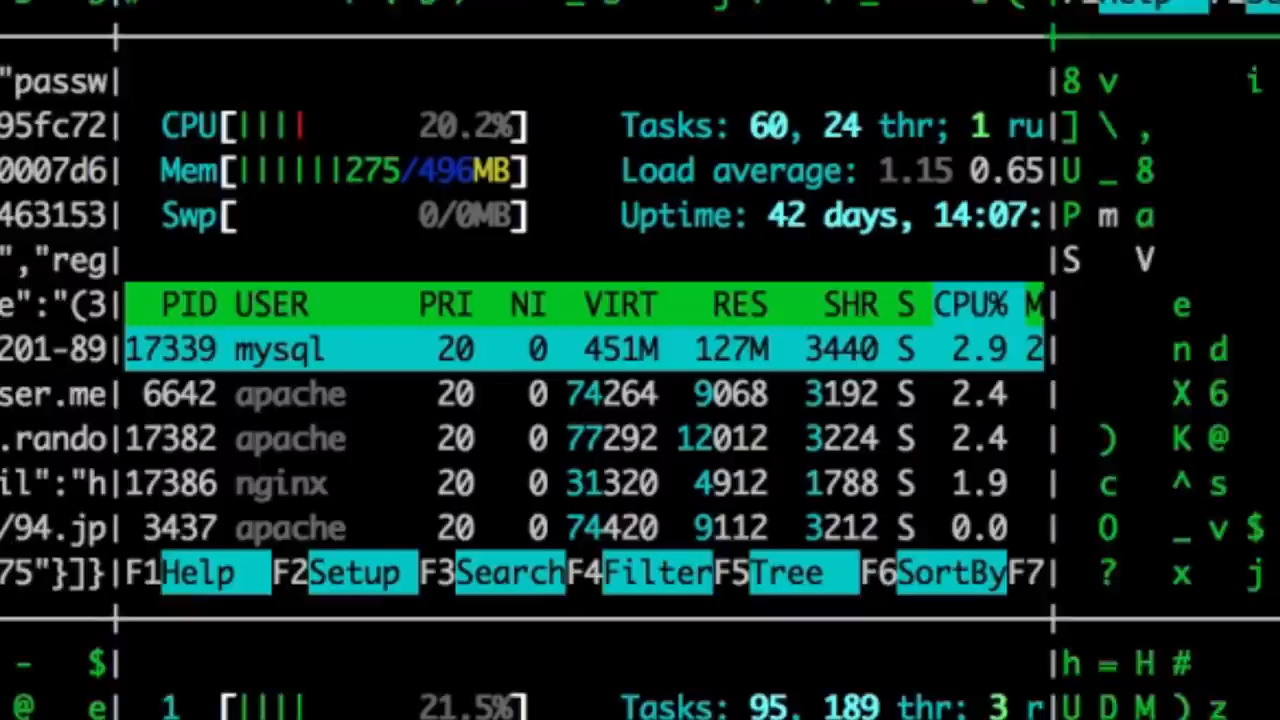 "passw| |8 v i
95fc72| CPU[|||| 20.2%] Tasks: 60, 24 thr; 1 ru|] \ ,
0007d6| Mem[||||||275/496MB] Load average: 1.15 0.65|U _ 8
463153| Swp[ 0/0MB] Uptime: 42 days, 14:07:|P m a
","reg| |S V
e":"(3| PID USER PRI NI VIRT RES SHR S CPU% M| e
201-89|17339 mysql 20 0 451M 127M 3440 S 2.9 2| n d
ser.me| 6642 apache 20 0 74264 9068 3192 S 2.4 | X 6
.rando|17382 apache 20 0 77292 12012 3224 S 2.4 | ) K @
il":"h|17386 nginx 20 0 31320 4912 1788 S 1.9 | c ^ s
/94.jp| 3437 apache 20 0 74420 9112 3212 S 0.0 | O _ v $
75"}]}|F1Help F2Setup F3SearchF4FilterF5Tree F6SortByF7| ? x j
- $| |h = H #
@ e| 1 [|||| 21.5%] Tasks: 95, 189 thr; 3 r|U D M ) z